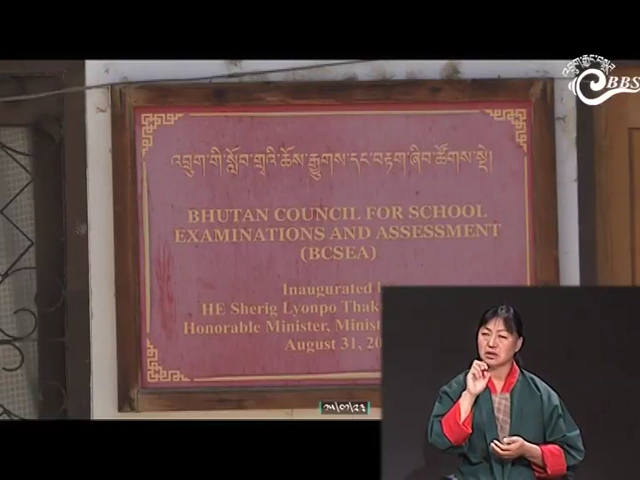 འབྲུག་གི་སློབ་གྲྭའི་ཆོས་རྒྱུགས་དང་བརྟག་ཞིབ་ཚོགས་སྡེ།
BBS
BHUTAN COUNCIL FOR SCHOOL
EXAMINATIONS AND ASSESSMENT
(BCSEA)
Inaugurated
HE Sherig Lyonpo
Honorable Minister,
August 31,